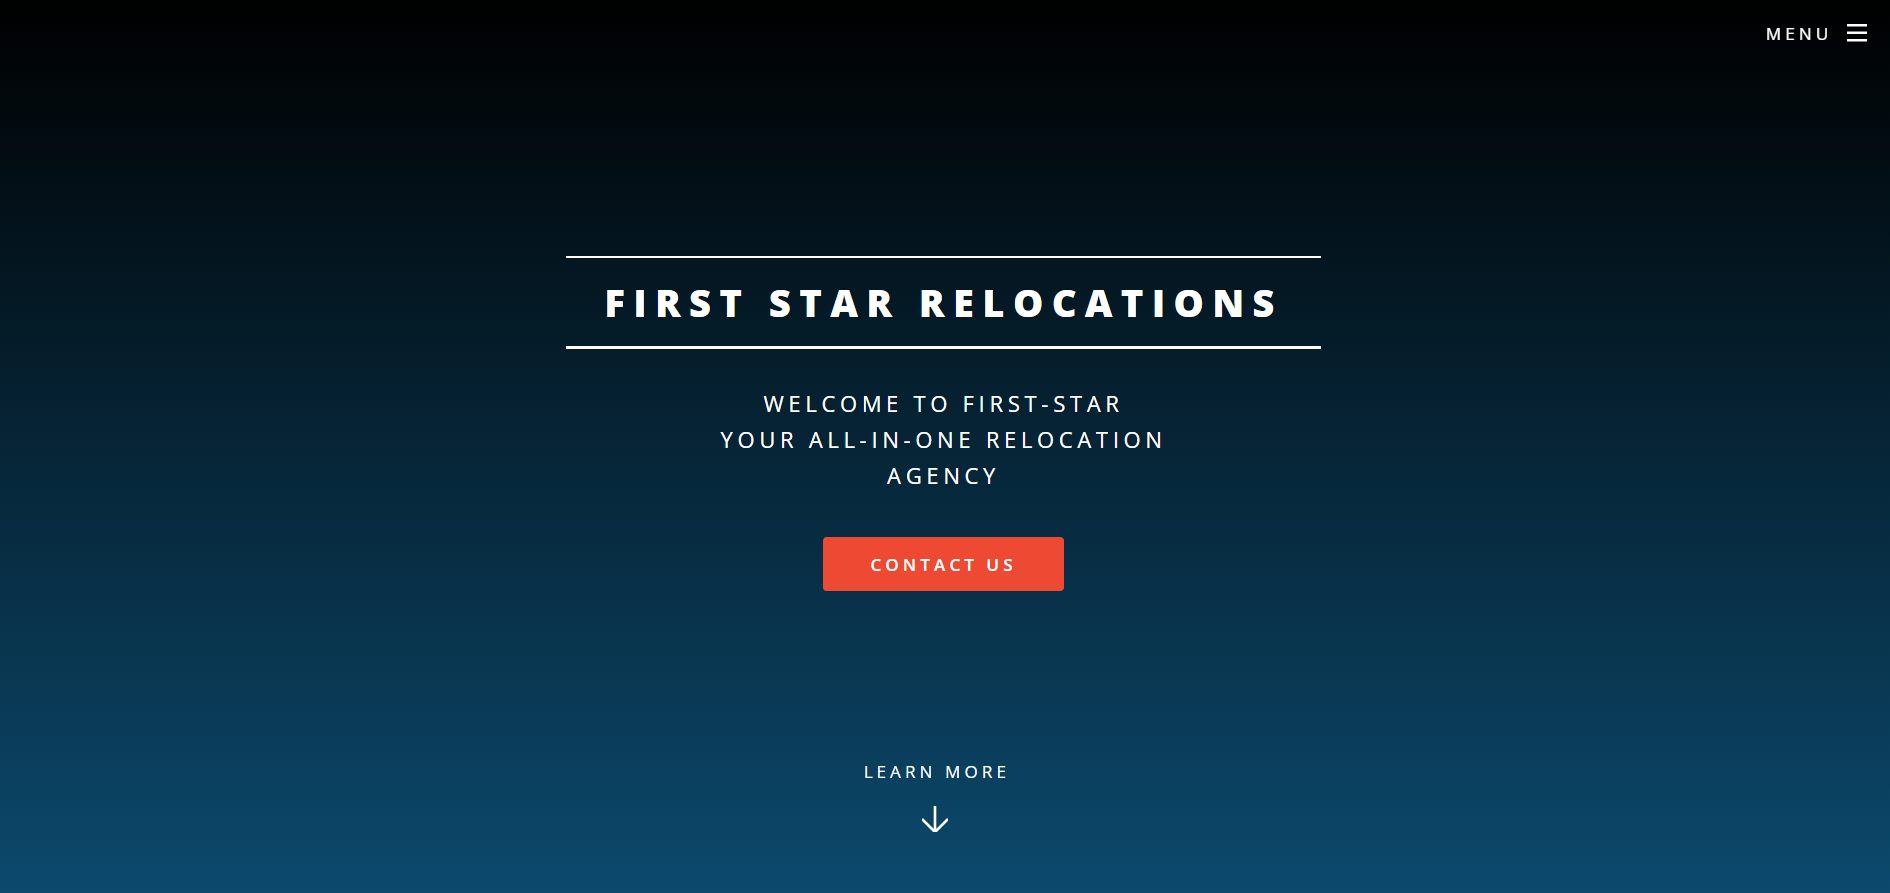 MENU
FIRST STAR RELOCATIONS
WELCOME TO FIRST-STAR
YOUR ALL-IN-ONE RELOCATION
AGENCY
CONTACT US
LEARN MORE